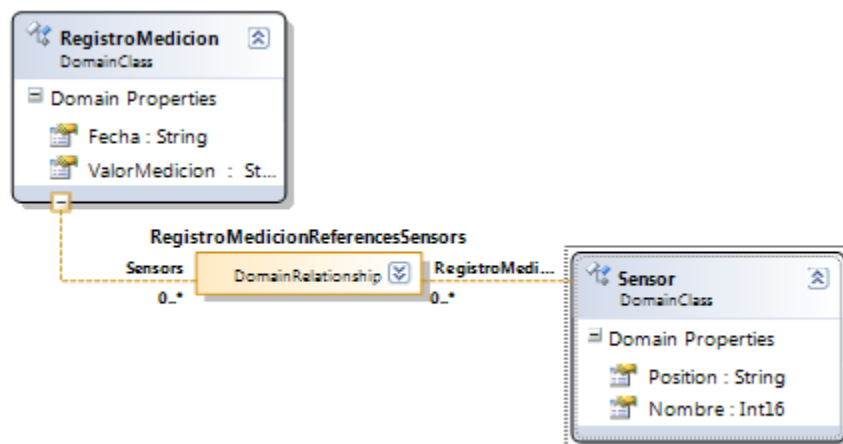 RegistroMedicion
DomainClass
Domain Properties
Fecha : String
ValorMedicion : St...
RegistroMedicionReferencesSensors
Sensors
DomainRelationship
RegistroMedi...
0..*
0..*
Sensor
DomainClass
Domain Properties
Position : String
Nombre : Int16